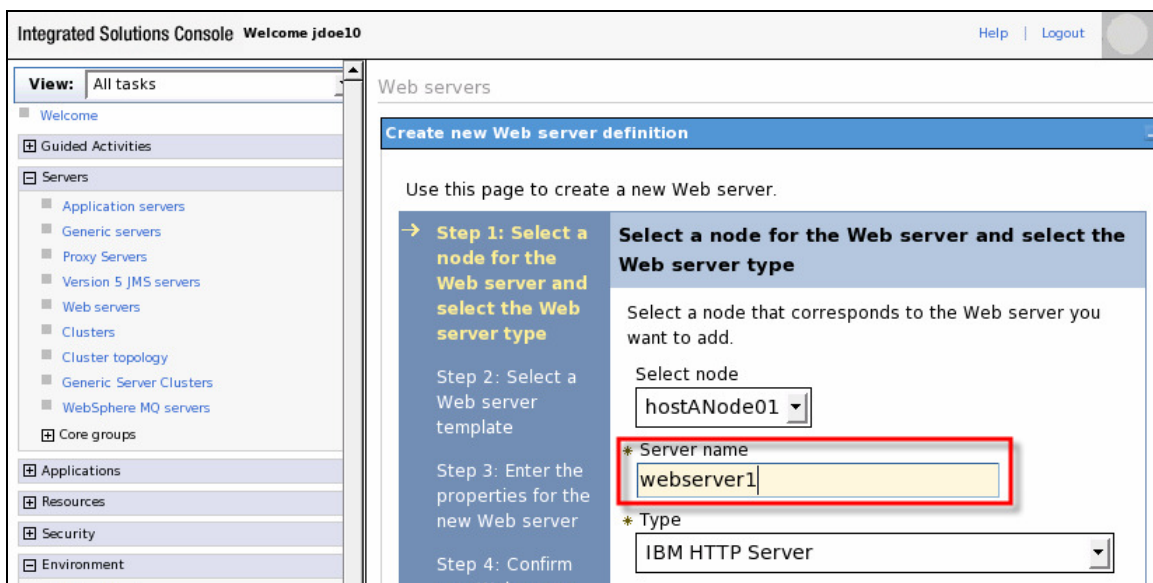 Integrated Solutions Console Welcome jdoe10
Help | Logout
View: All tasks
Welcome
Guided Activities
Servers
Application servers
Generic servers
Proxy Servers
Version 5 JMS servers
Web servers
Clusters
Cluster topology
Generic Server Clusters
WebSphere MQ servers
Core groups
Applications
Resources
Security
Environment
Web servers
Create new Web server definition
Use this page to create a new Web server.
Step 1: Select a
node for the
Web server and
select the Web
server type
Step 2: Select a
Web server
template
Step 3: Enter the
properties for the
new Web server
Step 4: Confirm
Select a node for the Web server and select the
Web server type
Select a node that corresponds to the Web server you
want to add.
Select node
hostANode01
* Server name
webserver1
* Type
IBM HTTP Server